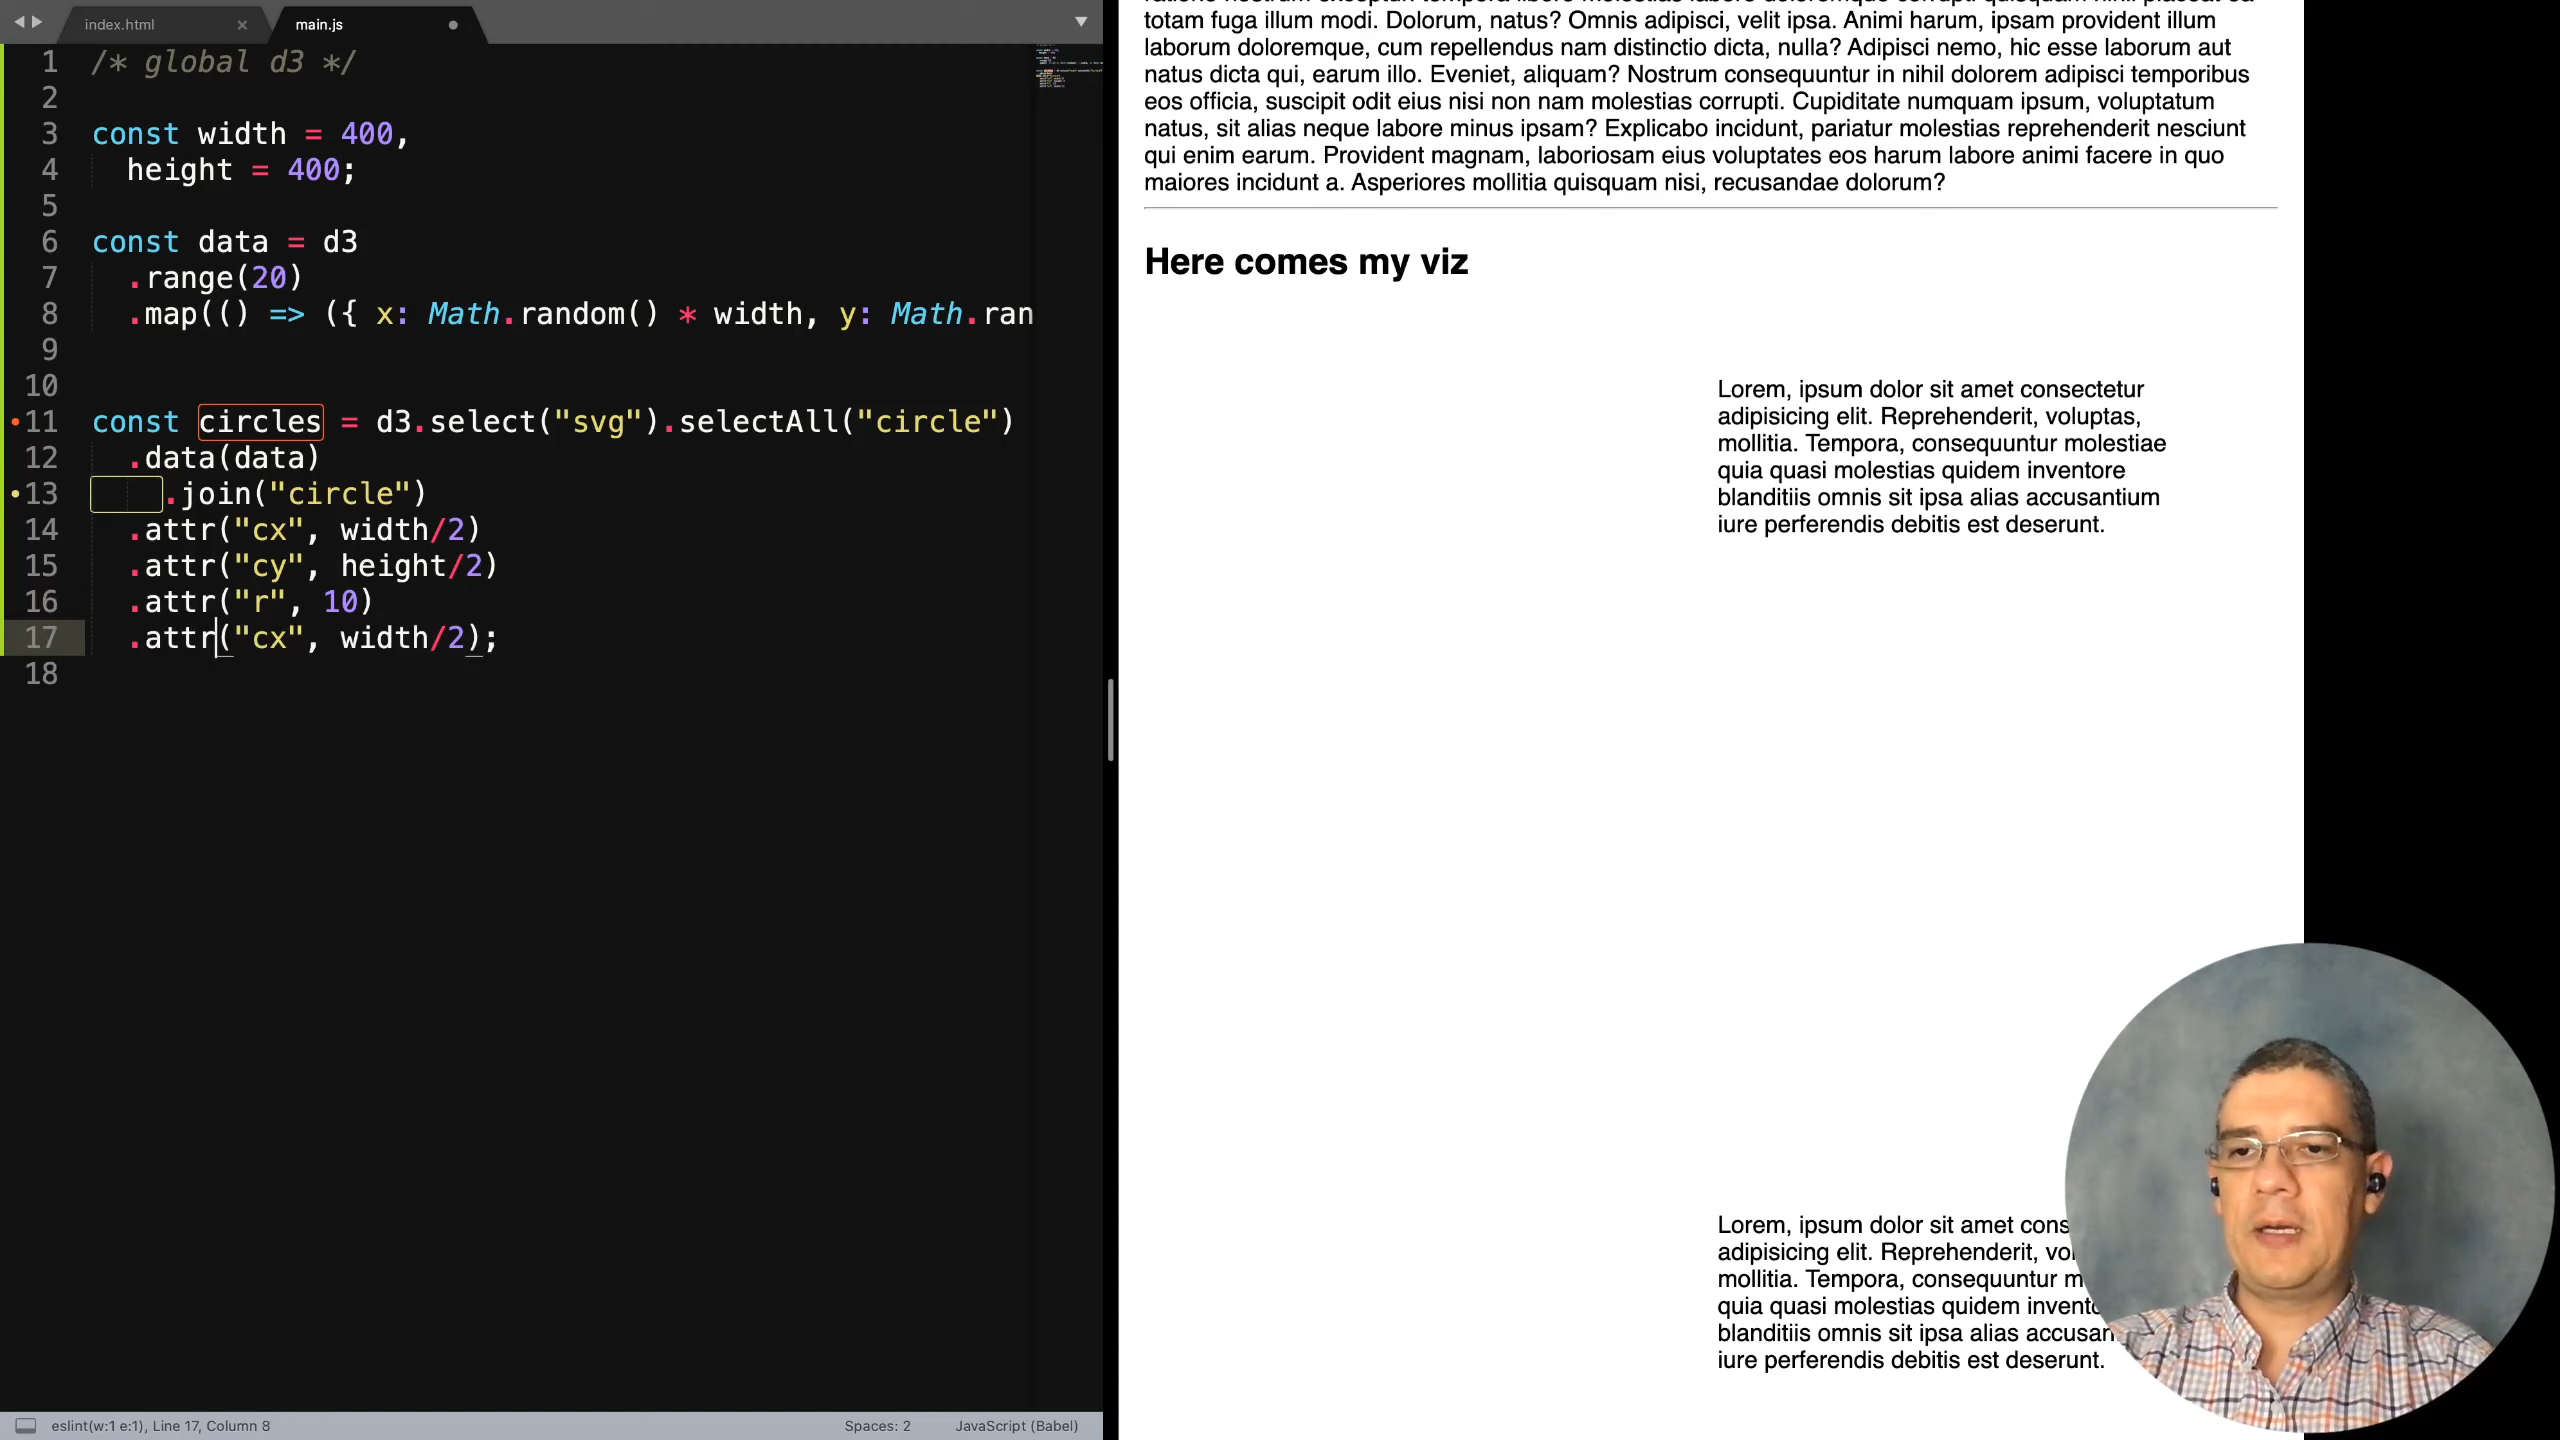 index.html
main.js
1 /* global d3 */
2
3 const width = 400,
4 height = 400;
5
6 const data = d3
7 .range(20)
8 .map(() => ({ x: Math.random() * width, y: Math.ran
9
10
11 const circles = d3.select("svg").selectAll("circle")
12 .data(data)
13 .join("circle")
14 .attr("cx", width/2)
15 .attr("cy", height/2)
16 .attr("r", 10)
17 .attr("cx", width/2);
18
eslint(w:1 e:1), Line 17, Column 8
Spaces: 2
JavaScript (Babel)
totam fuga illum modi. Dolorum, natus? Omnis adipisci, velit ipsa. Animi harum, ipsam provident illum
laborum doloremque, cum repellendus nam distinctio dicta, nulla? Adipisci nemo, hic esse laborum aut
natus dicta qui, earum illo. Eveniet, aliquam? Nostrum consequuntur in nihil dolorem adipisci temporibus
eos officia, suscipit odit eius nisi non nam molestias corrupti. Cupiditate numquam ipsum, voluptatum
natus, sit alias neque labore minus ipsam? Explicabo incidunt, pariatur molestias reprehenderit nesciunt
qui enim earum. Provident magnam, laboriosam eius voluptates eos harum labore animi facere in quo
maiores incidunt a. Asperiores mollitia quisquam nisi, recusandae dolorum?
Here comes my viz
Lorem, ipsum dolor sit amet consectetur
adipisicing elit. Reprehenderit, voluptas,
mollitia. Tempora, consequuntur molestiae
quia quasi molestias quidem inventore
blanditiis omnis sit ipsa alias accusantium
iure perferendis debitis est deserunt.
Lorem, ipsum dolor sit amet cons
adipisicing elit. Reprehenderit, vo
mollitia. Tempora, consequuntur m
quia quasi molestias quidem invent
blanditiis omnis sit ipsa alias accusan
iure perferendis debitis est deserunt.